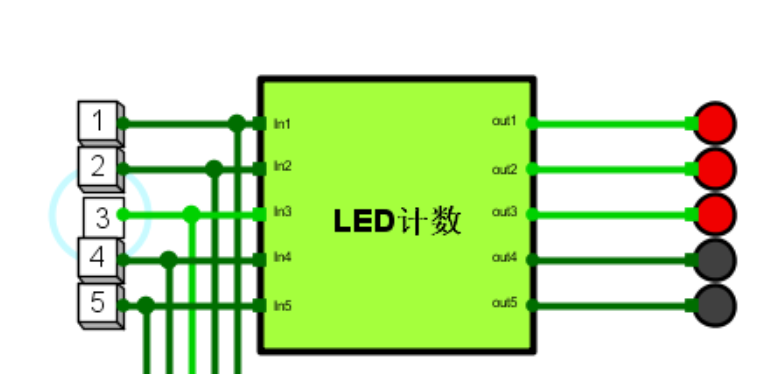 1 In1 out1
2 In2 out2
3 In3 LED计数 out3
4 In4 out4
5 In5 out5